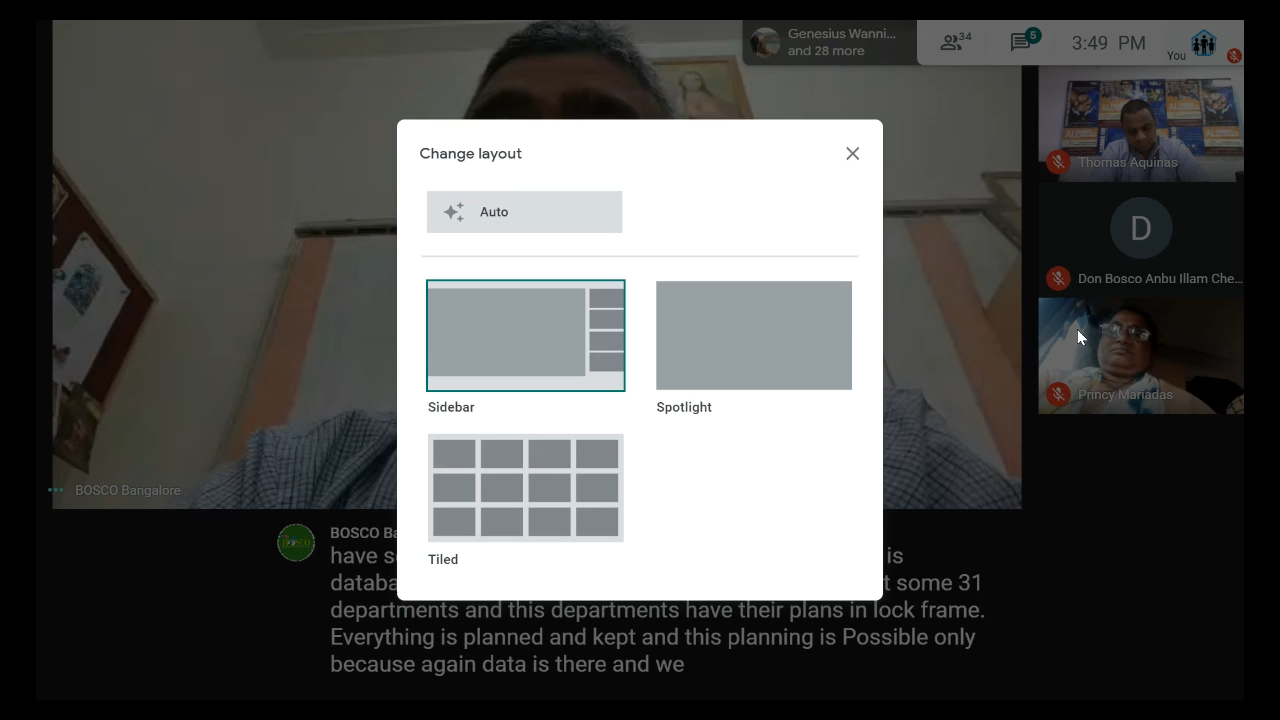 Genesius Wanni...
and 28 more
34
5
3:49 PM
You
Change layout
Auto
Thomas Aquinas
D
Don Bosco Anbu Illam Che...
Sidebar
Spotlight
Princy Mariadas
BOSCO Bangalore
Tiled
BOSCO Ba
have s is
databa t some 31
departments and this departments have their plans in lock frame.
Everything is planned and kept and this planning is Possible only
because again data is there and we